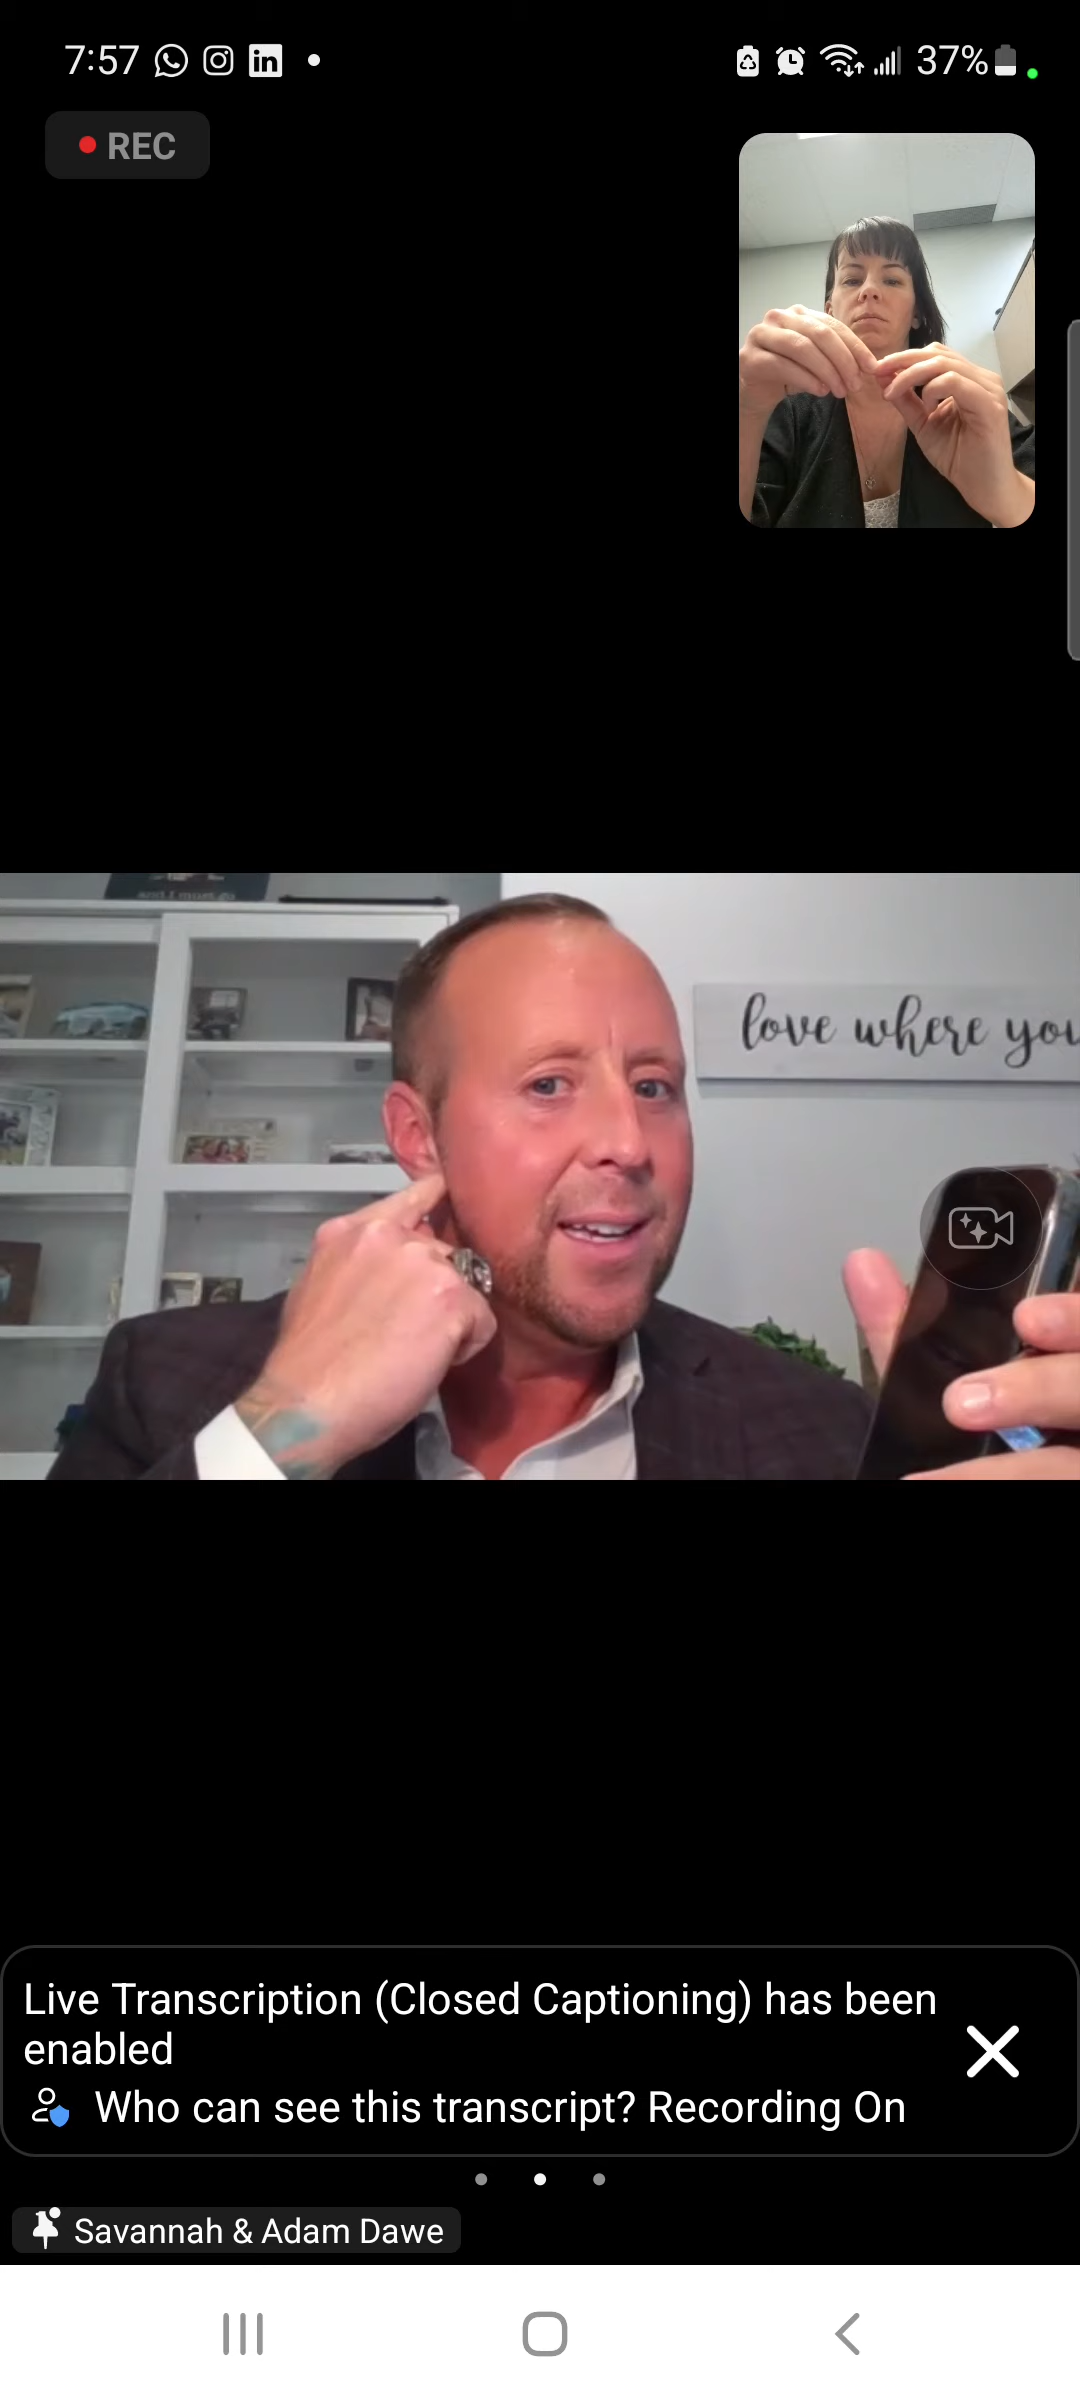 7:57
37%
REC
love where you
Live Transcription (Closed Captioning) has been
enabled
Who can see this transcript? Recording On
Savannah & Adam Dawe